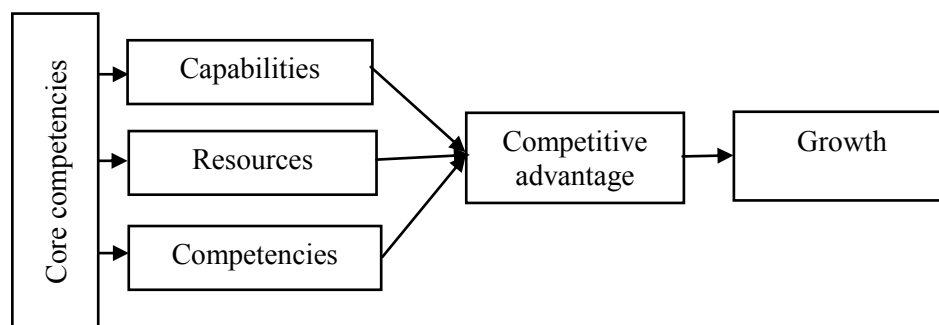 Core competencies
Capabilities
Resources
Competencies
Competitive
advantage
Growth